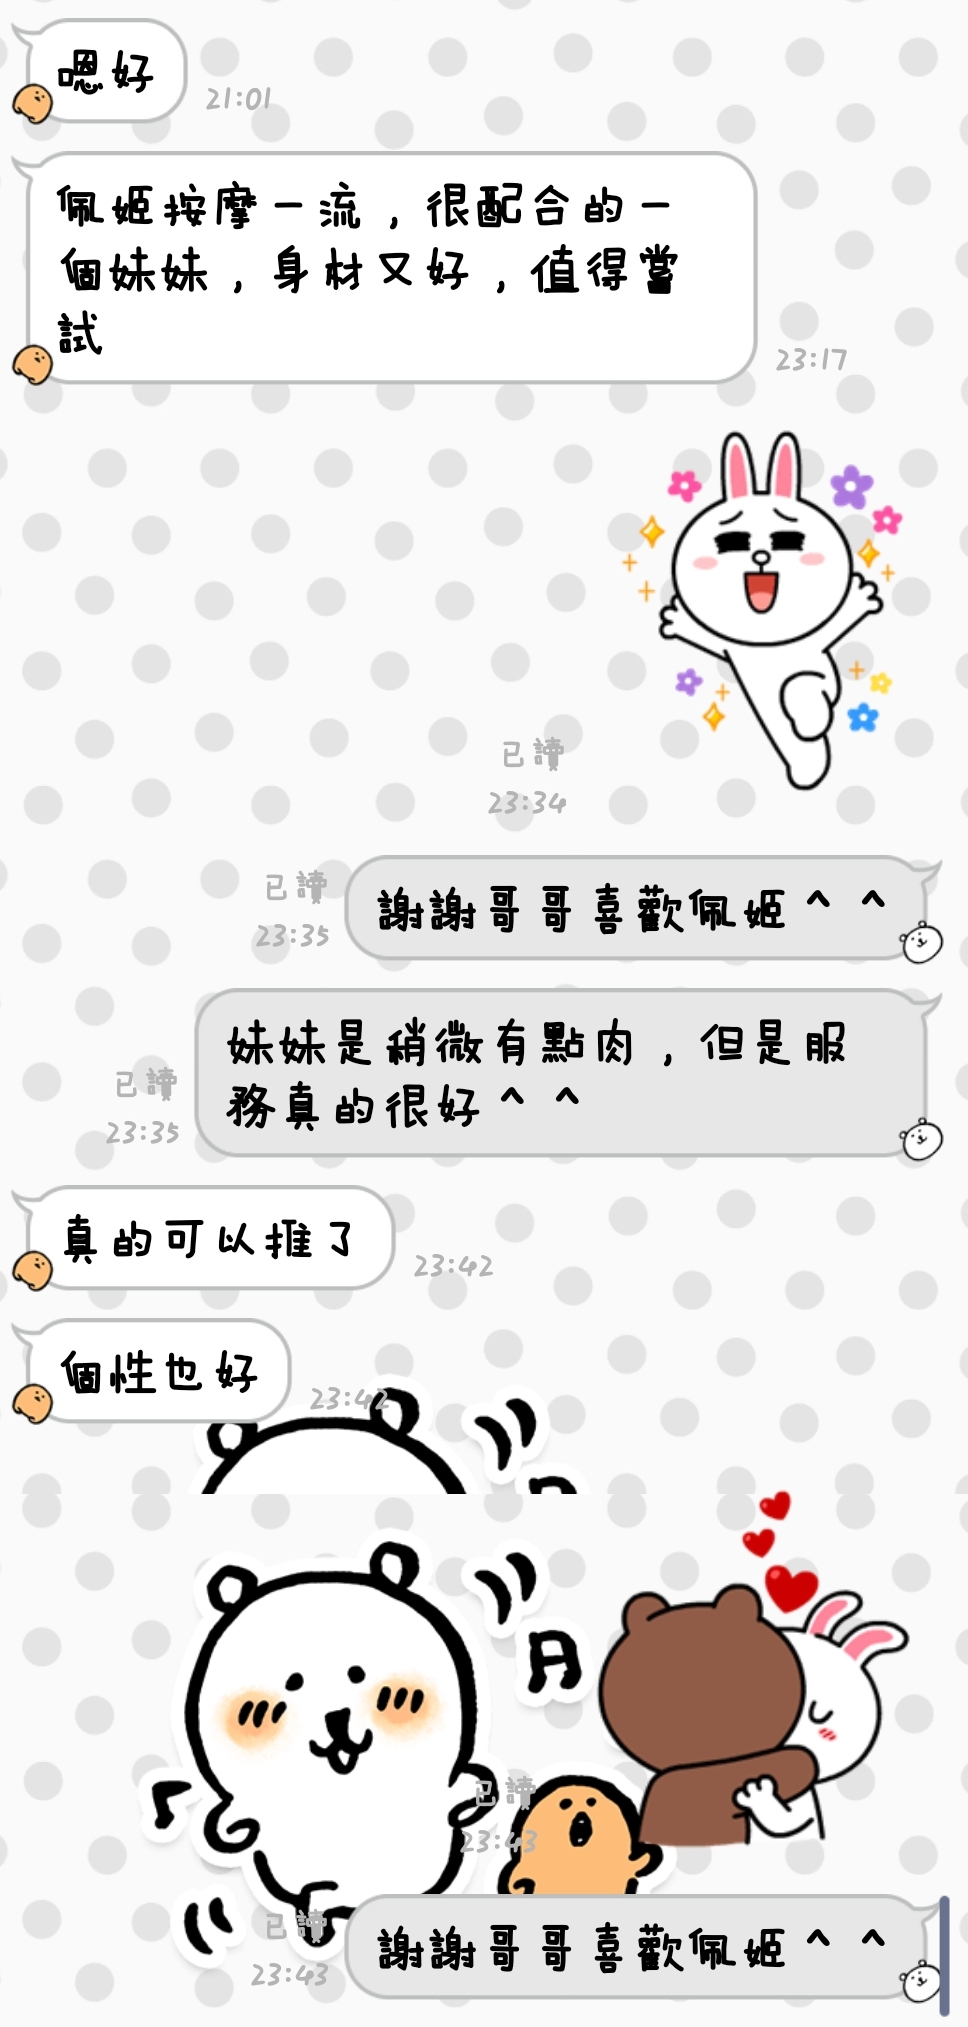 嗯好
21:01
佩姬按摩一流，很配合的一
個妹妹，身材又好，值得嘗
試
23:17
已讀
23:34
已讀
23:35
謝謝哥哥喜歡佩姬^ ^
妹妹是稍微有點肉，但是服
務真的很好^ ^
已讀
23:35
真的可以推了
23:42
個性也好
23:42
已讀
23:43
已讀
23:43
謝謝哥哥喜歡佩姬^ ^